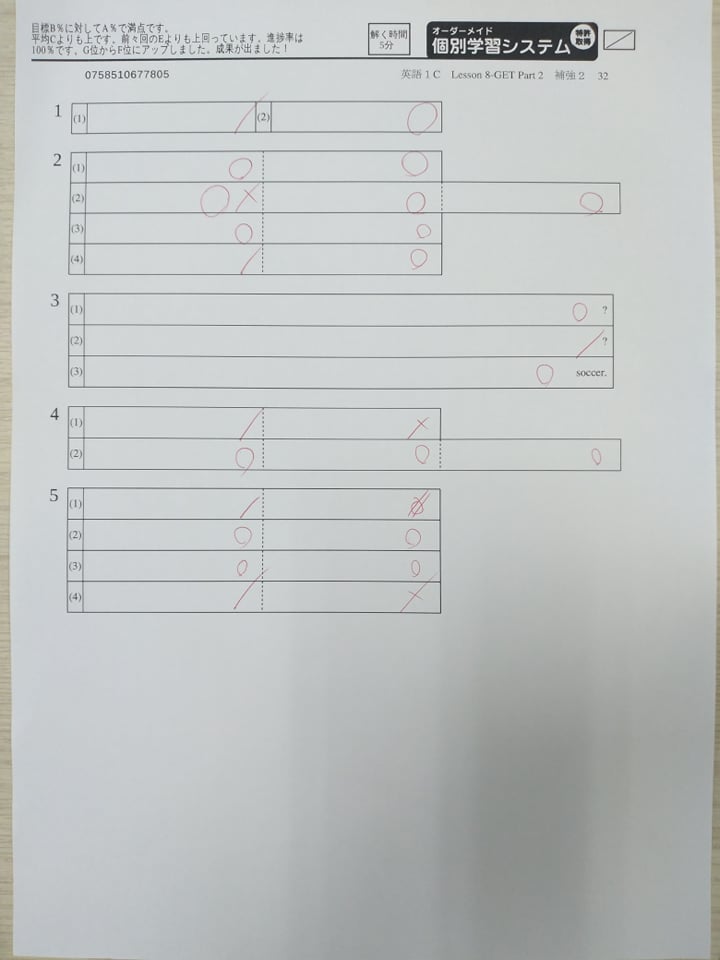 目標B％に対してA％で満点です。
平均Cよりも上です。前々回のEよりも上回っています。進捗率は
100％です。G位からF位にアップしました。成果が出ました！
解く時間
5分
オーダーメイド
個別学習システム
特許
取得
0758510677805
英語1C Lesson 8-GET Part 2 補強2 32
1
(1) (2)
2
(1)
(2)
(3)
(4)
3
(1) ?
(2) ?
(3) soccer.
4
(1)
(2)
5
(1)
(2)
(3)
(4)